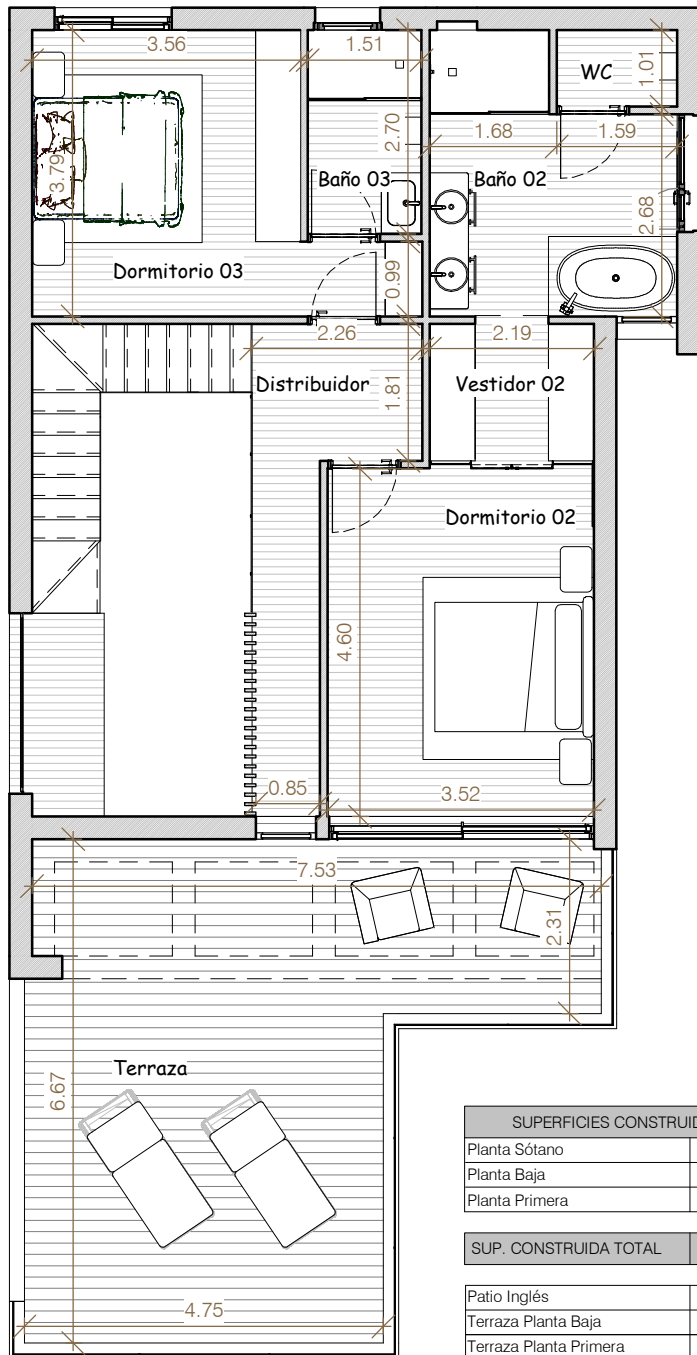 3.56
1.51
WC
1.01
2.70
1.68
1.59
3.79
Baño 03
Baño 02
2.68
Dormitorio 03
0.99
2.26
2.19
Distribuidor
1.81
Vestidor 02
Dormitorio 02
4.60
0.85
3.52
7.53
2.31
Terraza
6.67
4.75
SUPERFICIES CONSTRUID
Planta Sótano
Planta Baja
Planta Primera
SUP. CONSTRUIDA TOTAL
Patio Inglés
Terraza Planta Baja
Terraza Planta Primera